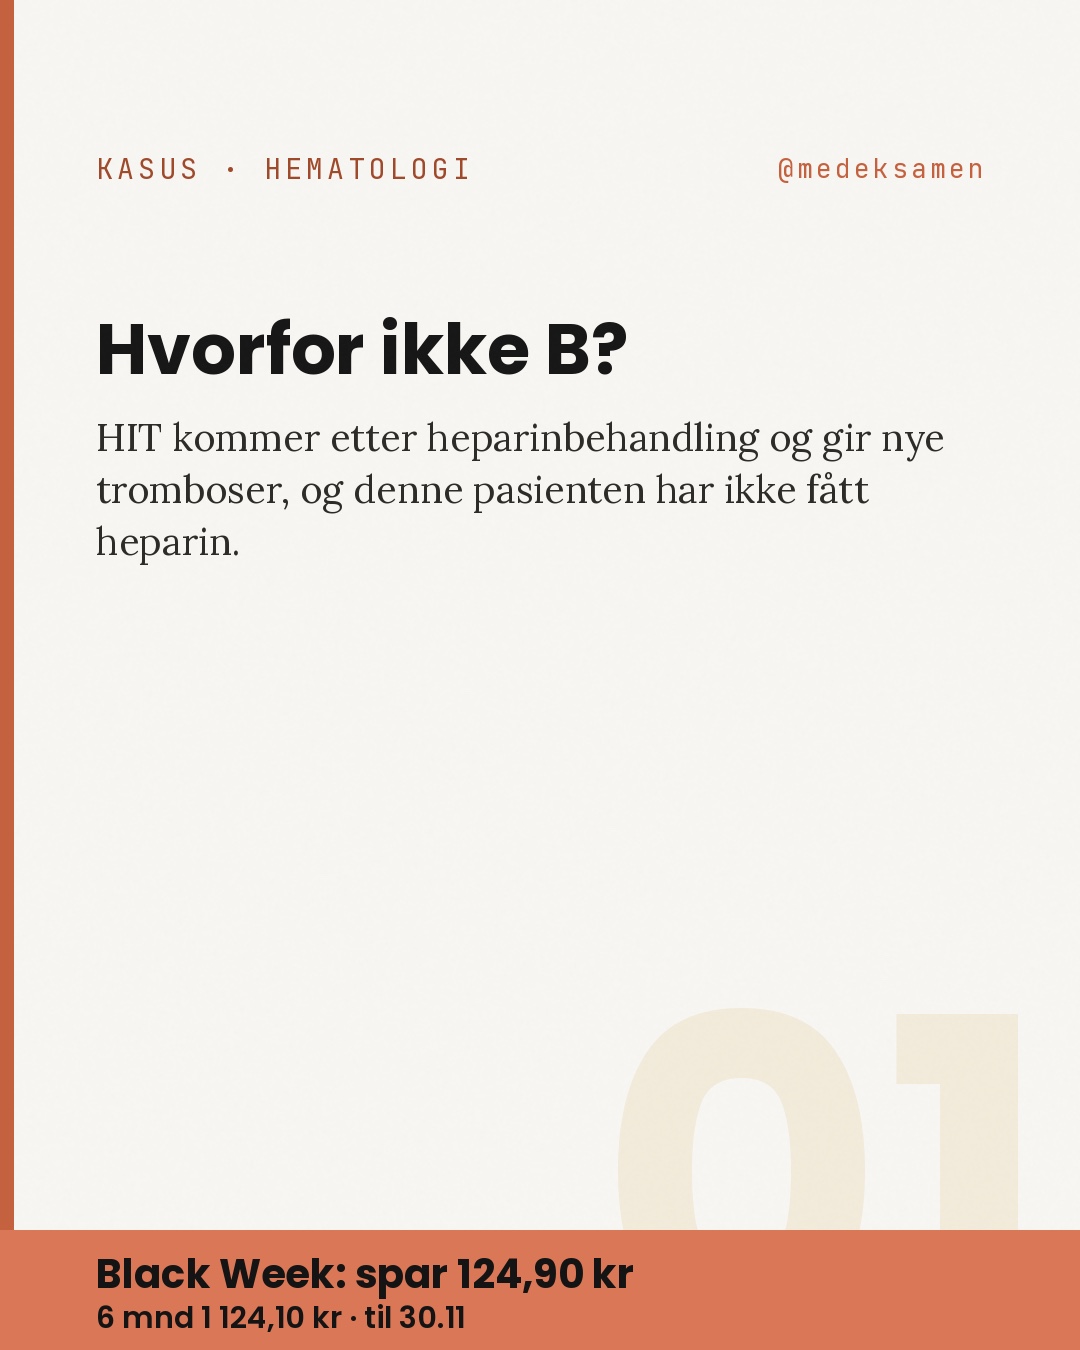 KASUS · HEMATOLOGI
@medeksamen
Hvorfor ikke B?
HIT kommer etter heparinbehandling og gir nye
tromboser, og denne pasienten har ikke fått
heparin.
01
Black Week: spar 124,90 kr
6 mnd 1 124,10 kr · til 30.11